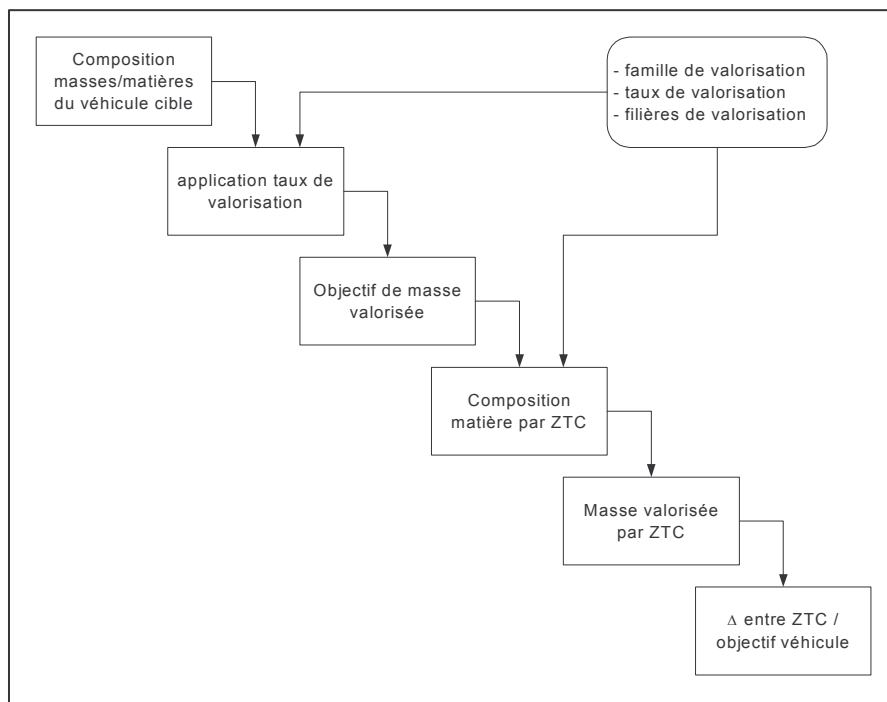 Composition
masses/matières
du véhicule cible
- famille de valorisation
- taux de valorisation
- filières de valorisation
application taux de
valorisation
Objectif de masse
valorisée
Composition
matière par ZTC
Masse valorisée
par ZTC
Δ entre ZTC /
objectif véhicule